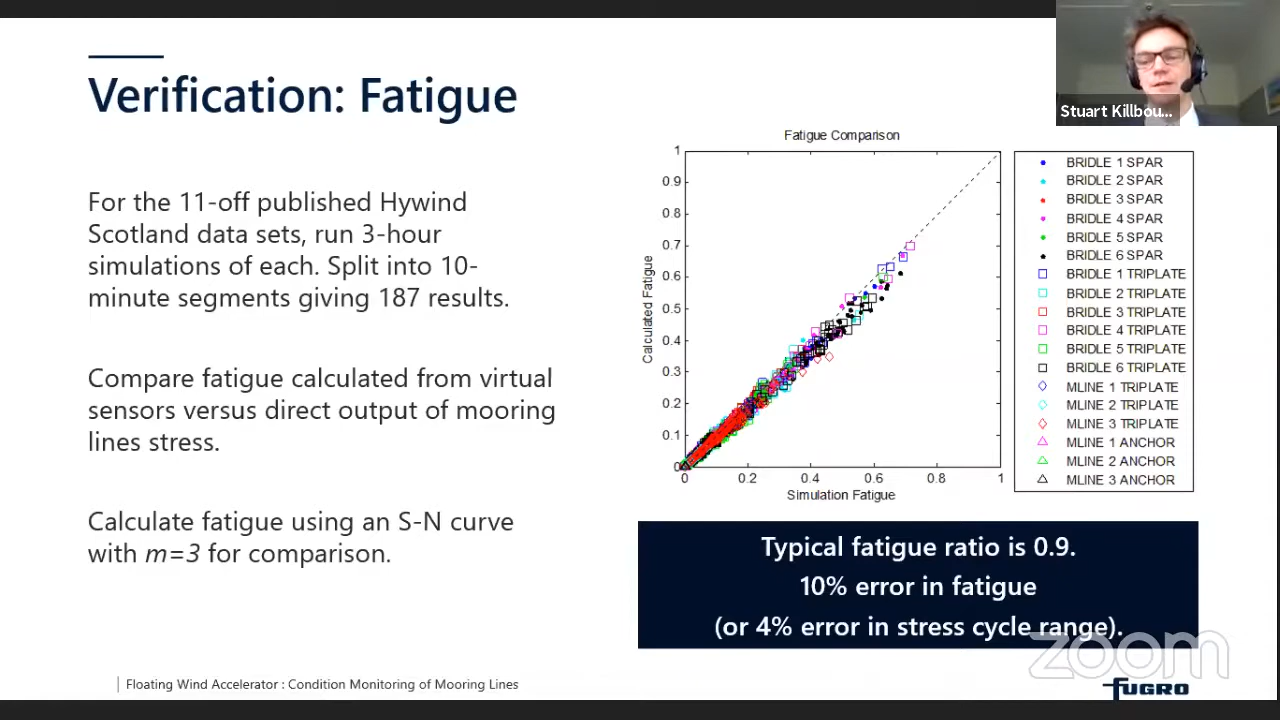 Verification: Fatigue
Stuart Killbou...
For the 11-off published Hywind
Scotland data sets, run 3-hour
simulations of each. Split into 10-
minute segments giving 187 results.
Compare fatigue calculated from virtual
sensors versus direct output of mooring
lines stress.
Calculate fatigue using an S-N curve
with m=3 for comparison.
Fatigue Comparison
Calculated Fatigue
1
0.9
0.8
0.7
0.6
0.5
0.4
0.3
0.2
0.1
0
0 0.2 0.4 0.6 0.8 1
Simulation Fatigue
BRIDLE 1 SPAR
BRIDLE 2 SPAR
BRIDLE 3 SPAR
BRIDLE 4 SPAR
BRIDLE 5 SPAR
BRIDLE 6 SPAR
BRIDLE 1 TRIPLATE
BRIDLE 2 TRIPLATE
BRIDLE 3 TRIPLATE
BRIDLE 4 TRIPLATE
BRIDLE 5 TRIPLATE
BRIDLE 6 TRIPLATE
MLINE 1 TRIPLATE
MLINE 2 TRIPLATE
MLINE 3 TRIPLATE
MLINE 1 ANCHOR
MLINE 2 ANCHOR
MLINE 3 ANCHOR
Typical fatigue ratio is 0.9.
10% error in fatigue
(or 4% error in stress cycle range).
zoom
Floating Wind Accelerator : Condition Monitoring of Mooring Lines
fUGRO